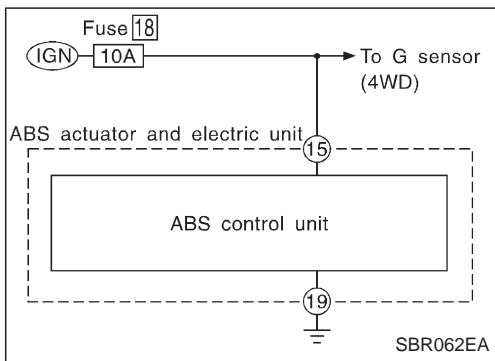 Fuse 18
IGN 10A To G sensor
(4WD)
ABS actuator and electric unit 15
ABS control unit
19
SBR062EA